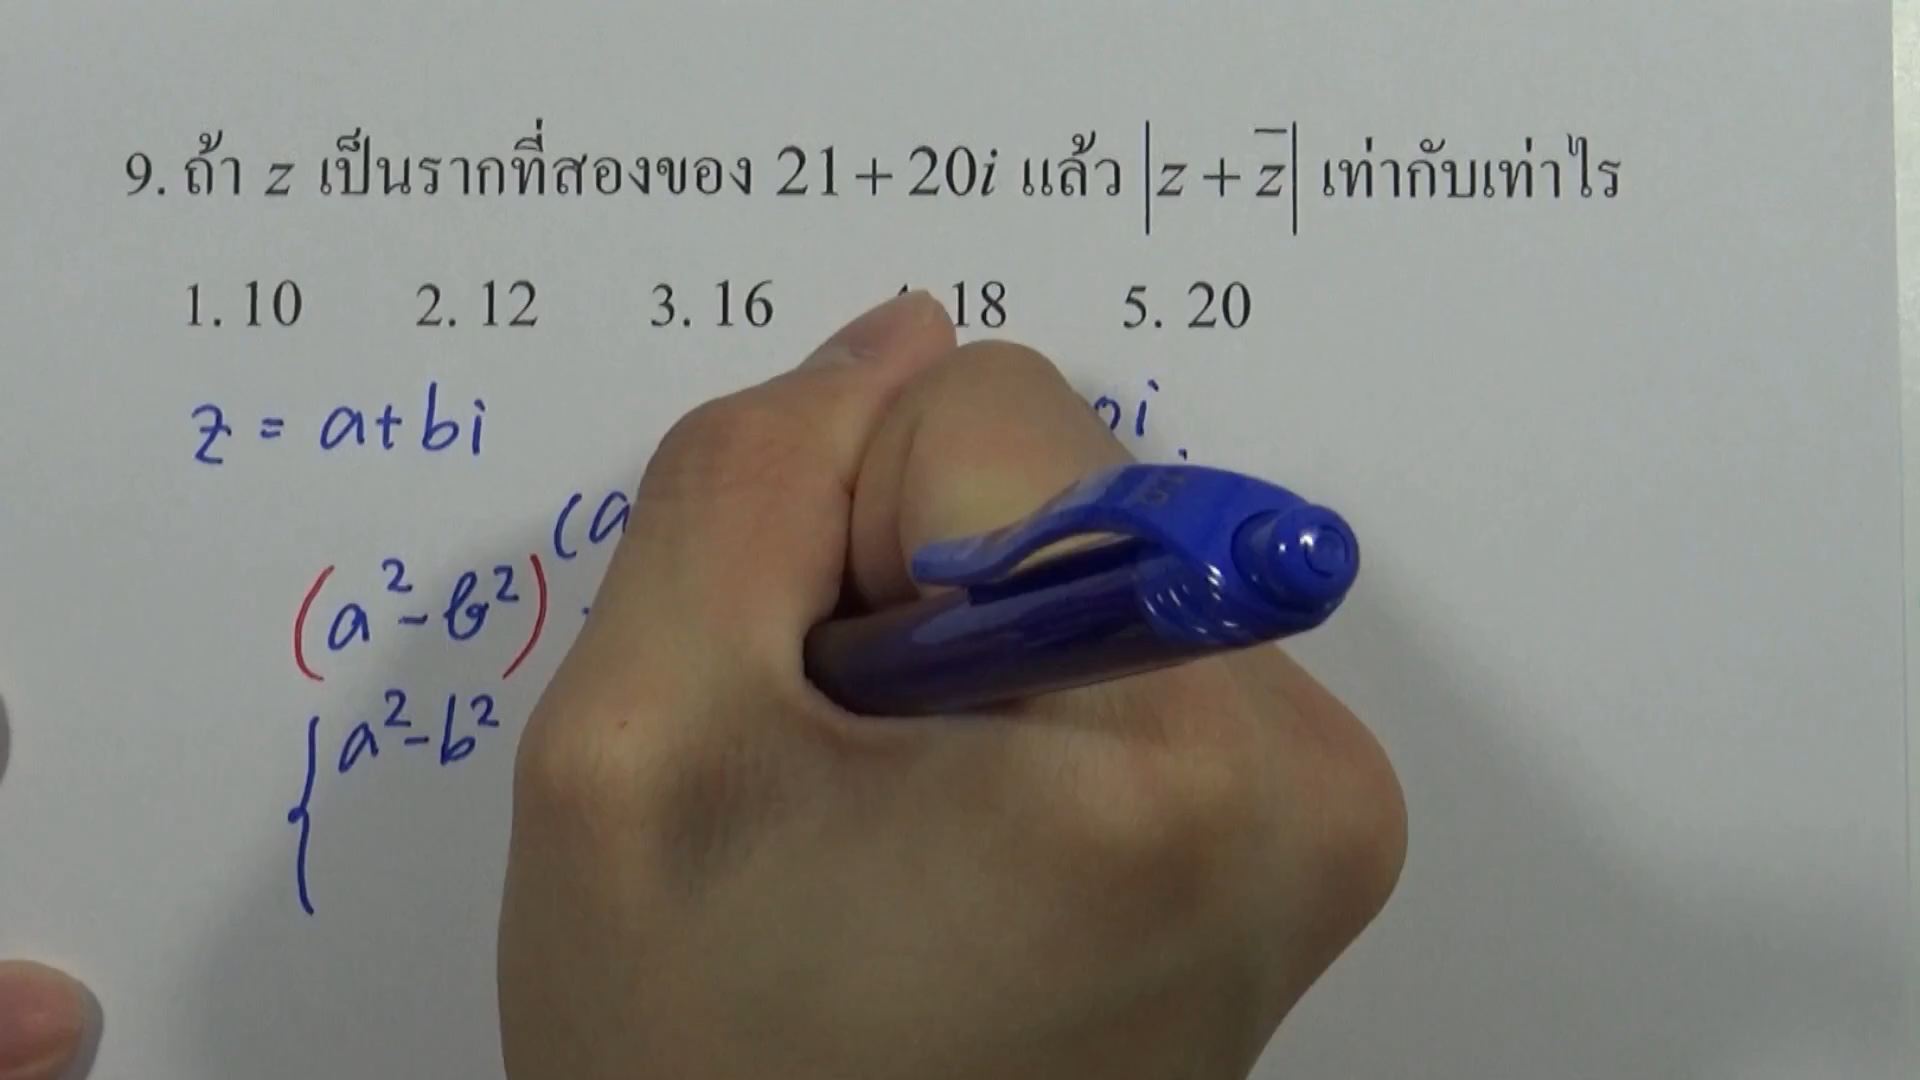 9. ถ้า z เป็นรากที่สองของ 21 + 20i แล้ว |z + z̅| เท่ากับเท่าไร
1. 10 2. 12 3. 16 18 5. 20
z = a+bi i
(a
(a²-b²)
{ a²-b²